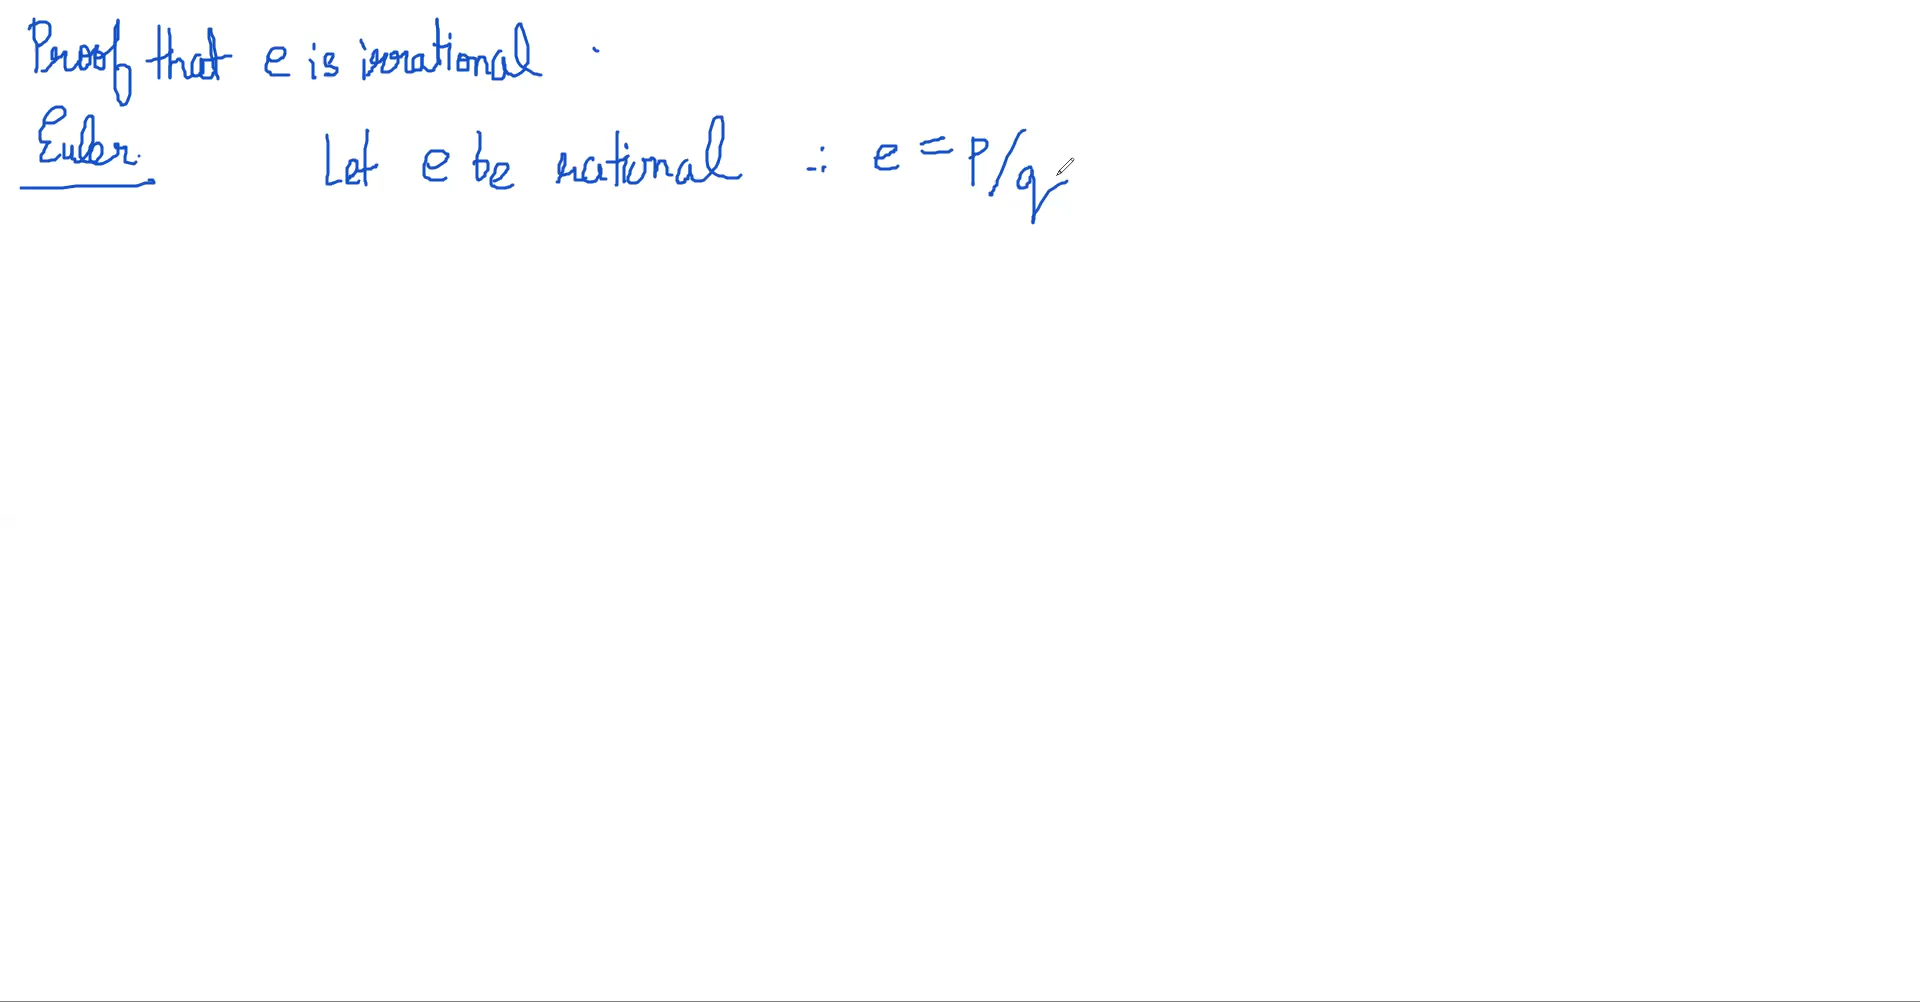 Proof that e is irrational.
Euler. Let e be rational ∴ e = p/q